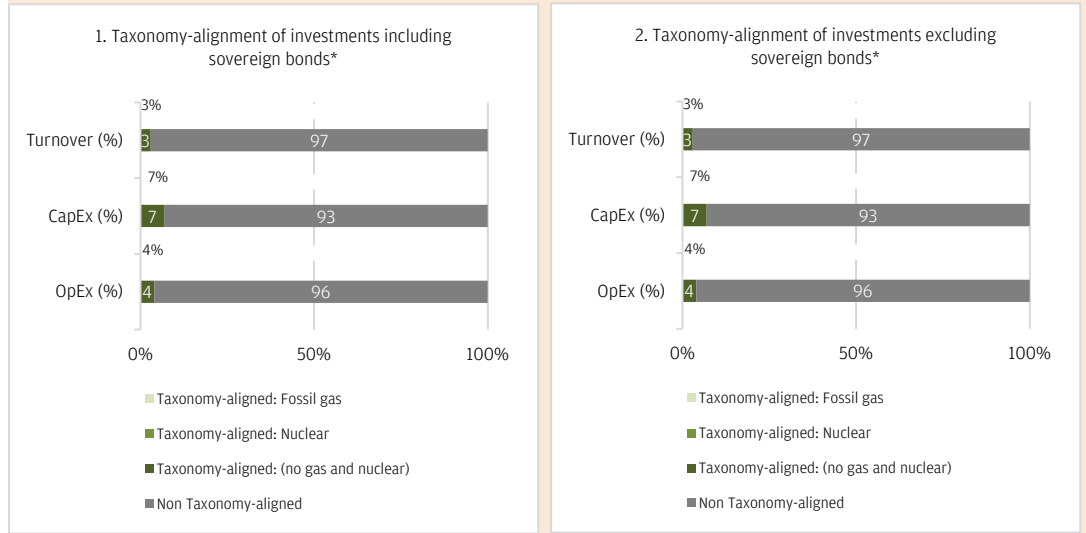 1. Taxonomy-alignment of investments including
sovereign bonds*
3%
Turnover (%)
3
97
7%
CapEx (%)
7
93
4%
OpEx (%)
4
96
0%
50%
100%
Taxonomy-aligned: Fossil gas
Taxonomy-aligned: Nuclear
Taxonomy-aligned: (no gas and nuclear)
Non Taxonomy-aligned
2. Taxonomy-alignment of investments excluding
sovereign bonds*
3%
Turnover (%)
3
97
7%
CapEx (%)
7
93
4%
OpEx (%)
4
96
0%
50%
100%
Taxonomy-aligned: Fossil gas
Taxonomy-aligned: Nuclear
Taxonomy-aligned: (no gas and nuclear)
Non Taxonomy-aligned